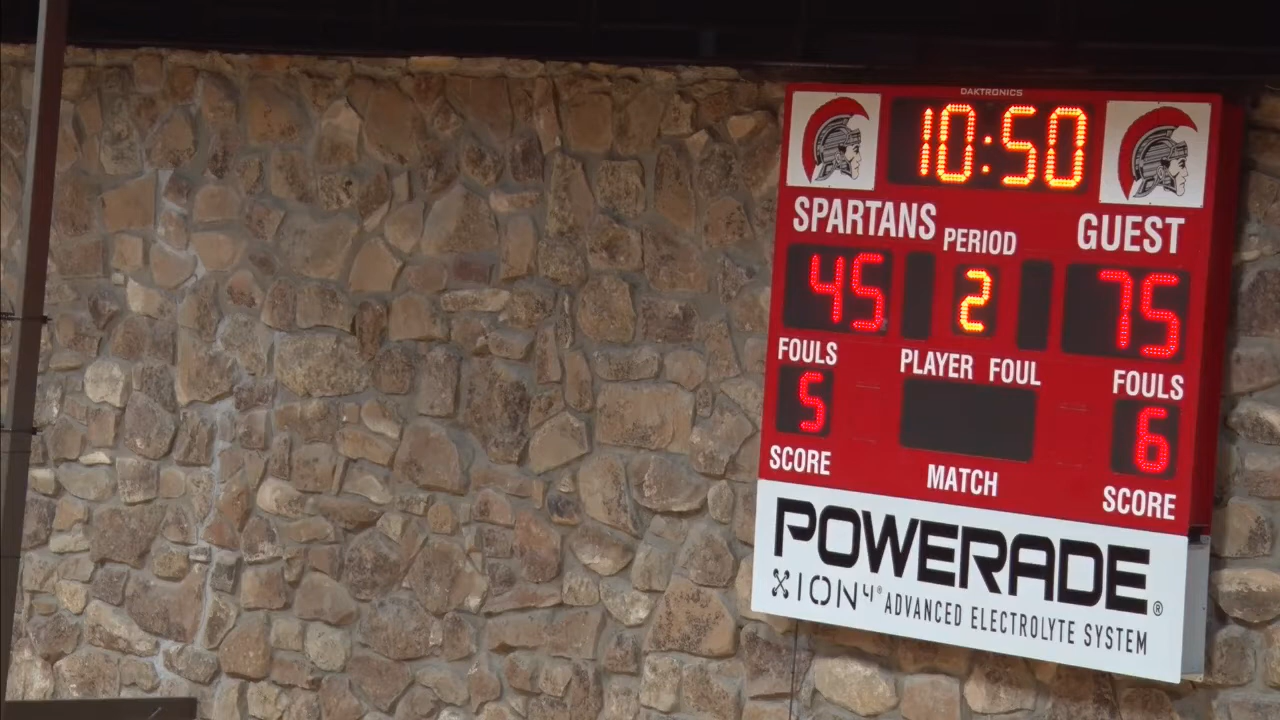 DAKTRONICS
10:50
SPARTANS PERIOD GUEST
45 2 75
FOULS PLAYER FOUL FOULS
5 6
SCORE MATCH SCORE
POWERADE®
ION4® ADVANCED ELECTROLYTE SYSTEM